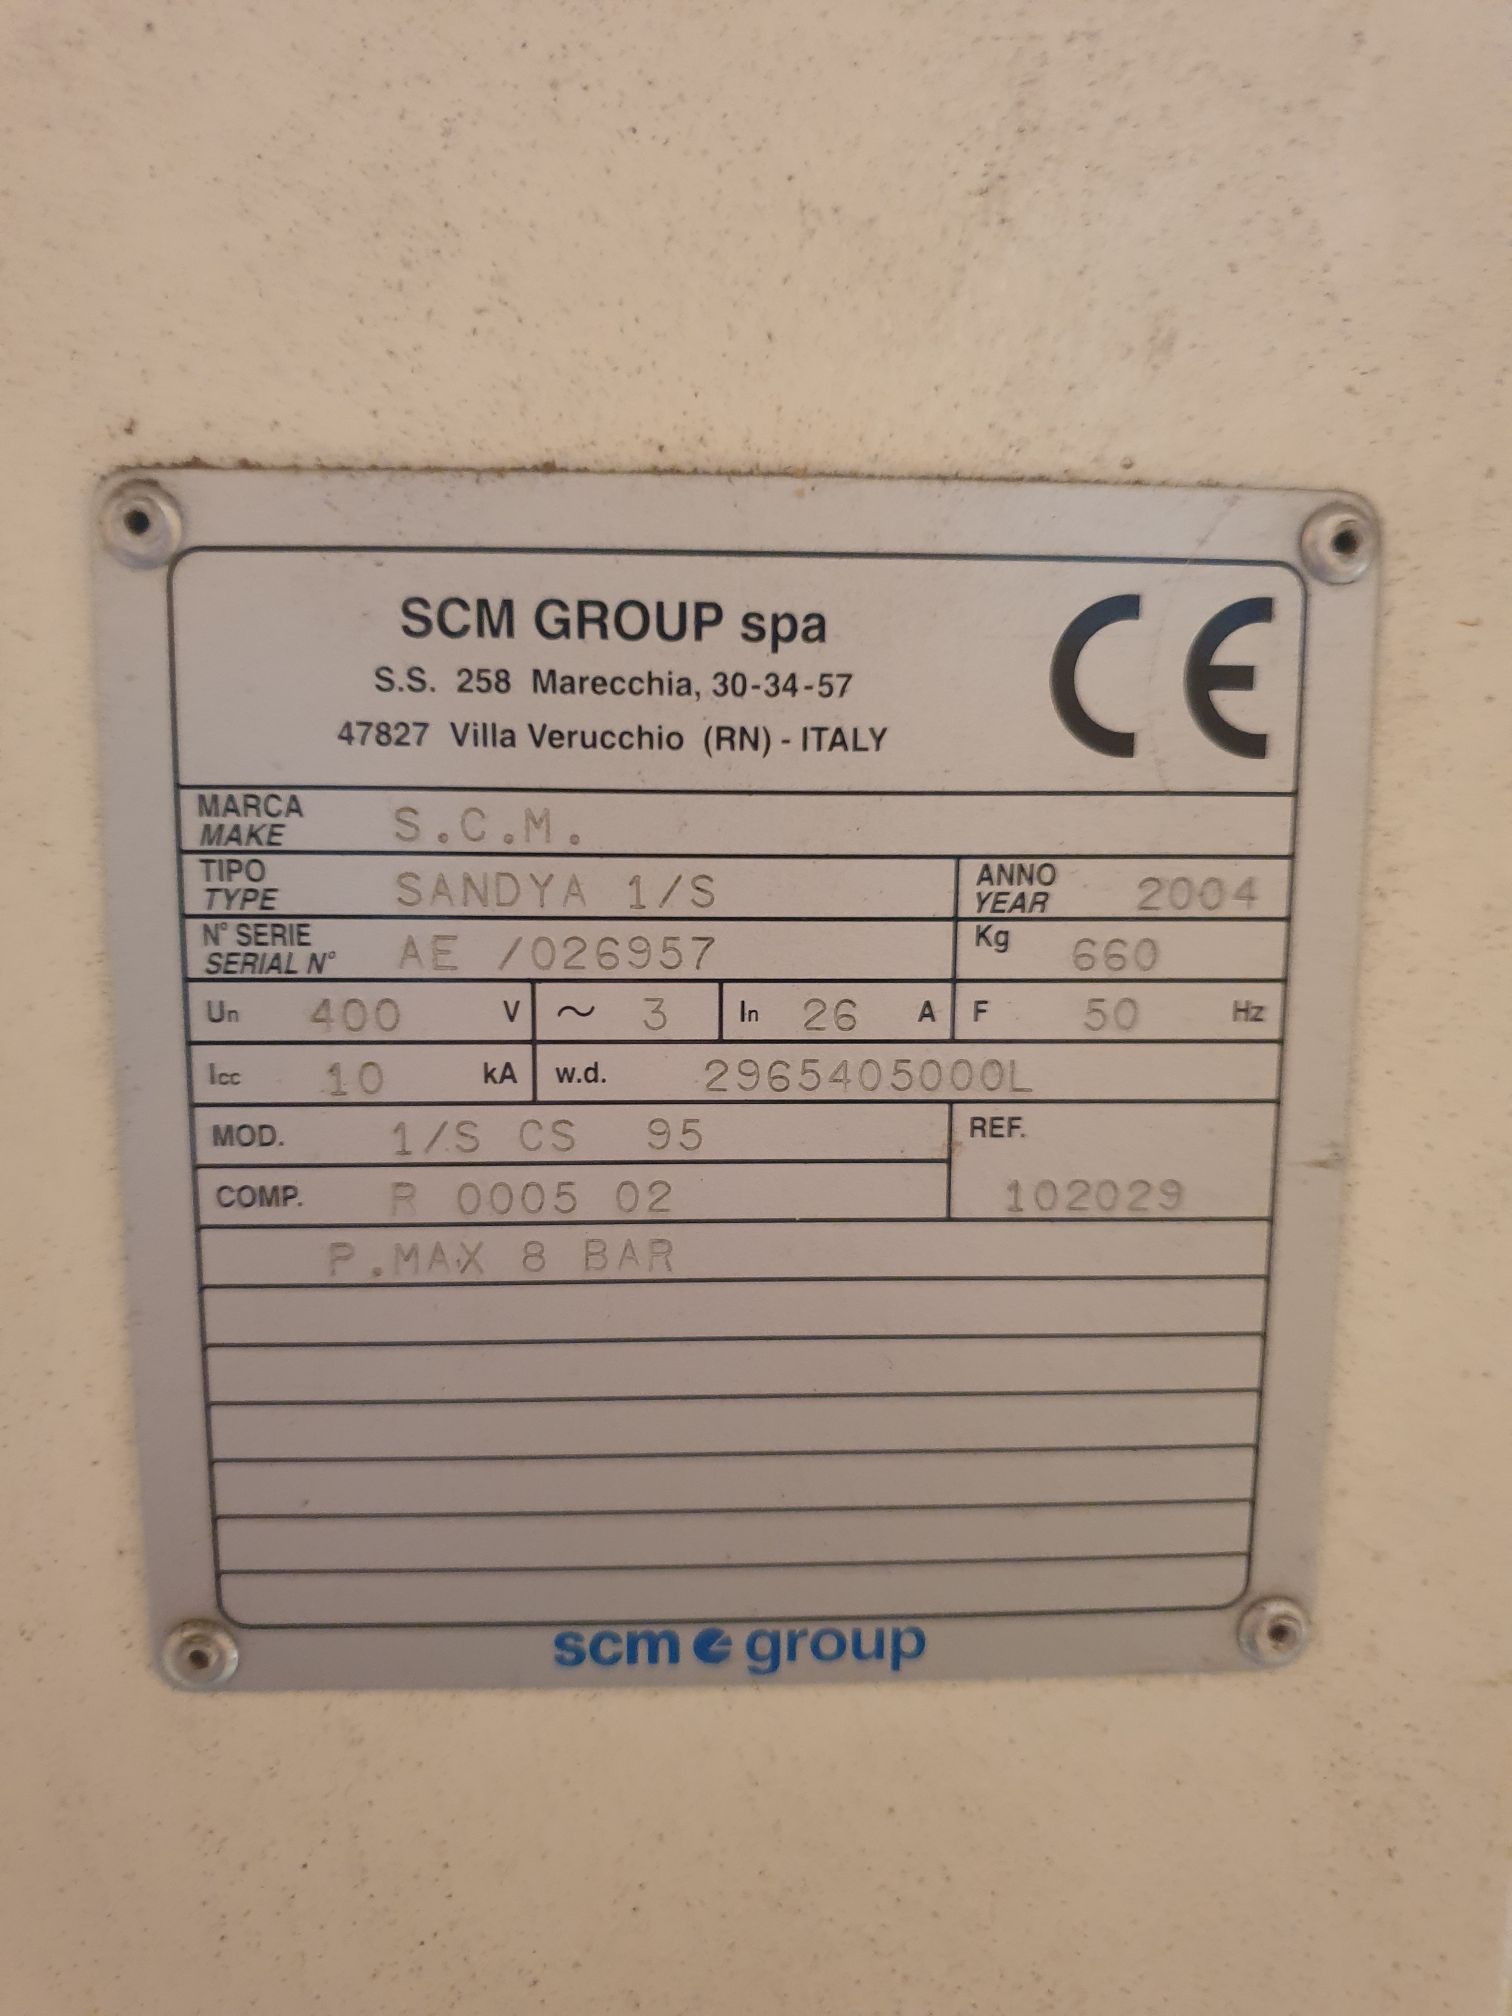 SCM GROUP spa
S.S. 258 Marecchia, 30-34-57
47827 Villa Verucchio (RN) - ITALY
CE
MARCA
MAKE S.C.M.
TIPO
TYPE SANDYA 1/S
ANNO
YEAR 2004
N° SERIE
SERIAL N° AE /026957
Kg 660
Un 400 V ~ 3 In 26 A F 50 Hz
Icc 10 kA w.d. 2965405000L
MOD. 1/S CS 95
REF.
COMP. R 0005 02
102029
P.MAX 8 BAR
scm group